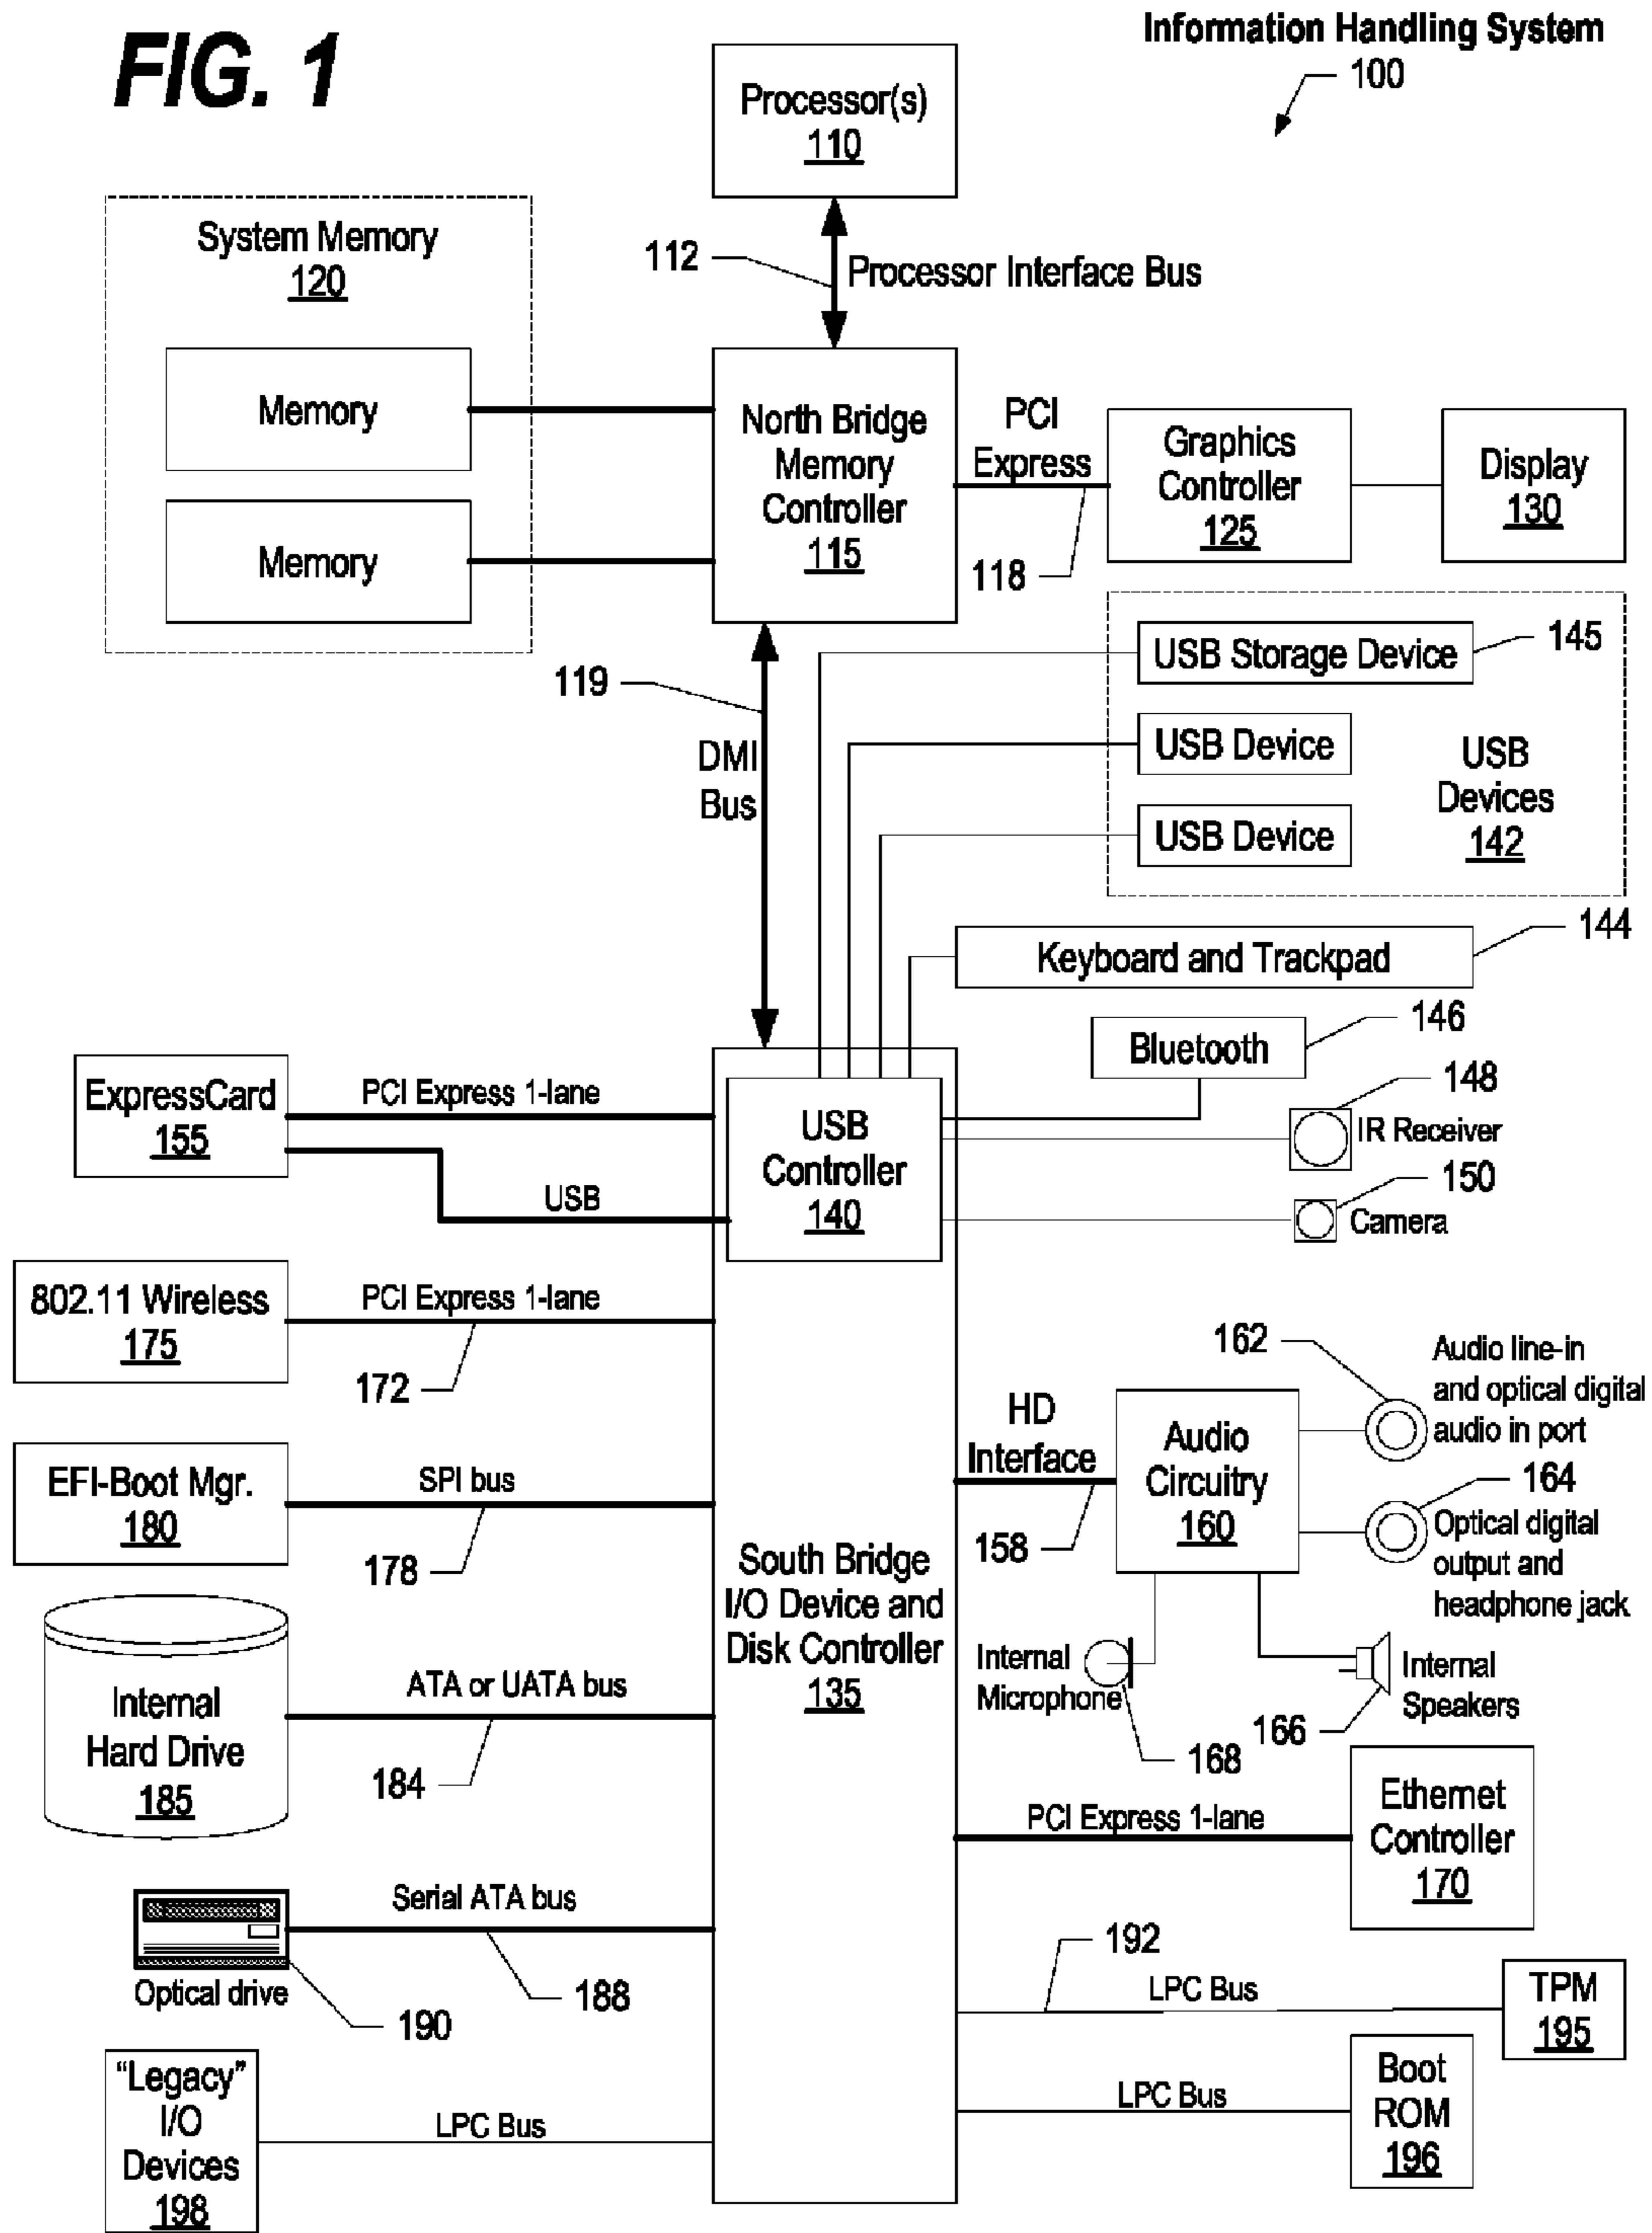 FIG. 1
Information Handling System
100
Processor(s)
110
System Memory
120
112
Processor Interface Bus
Memory
Memory
North Bridge
Memory
Controller
115
PCI
Express
118
Graphics
Controller
125
Display
130
119
DMI
Bus
USB Storage Device
145
USB Device
USB Device
USB
Devices
142
Keyboard and Trackpad
144
Bluetooth
146
148
IR Receiver
150
Camera
ExpressCard
155
PCI Express 1-lane
USB
USB
Controller
140
802.11 Wireless
175
PCI Express 1-lane
172
162
Audio line-in
and optical digital
audio in port
HD
Interface
158
Audio
Circuitry
160
164
Optical digital
output and
headphone jack
EFI-Boot Mgr.
180
SPI bus
178
South Bridge
I/O Device and
Disk Controller
135
Internal
Microphone
168
Internal
Speakers
166
Internal
Hard Drive
185
ATA or UATA bus
184
PCI Express 1-lane
Ethernet
Controller
170
Serial ATA bus
188
Optical drive
190
192
LPC Bus
TPM
195
"Legacy"
I/O
Devices
198
LPC Bus
LPC Bus
Boot
ROM
196